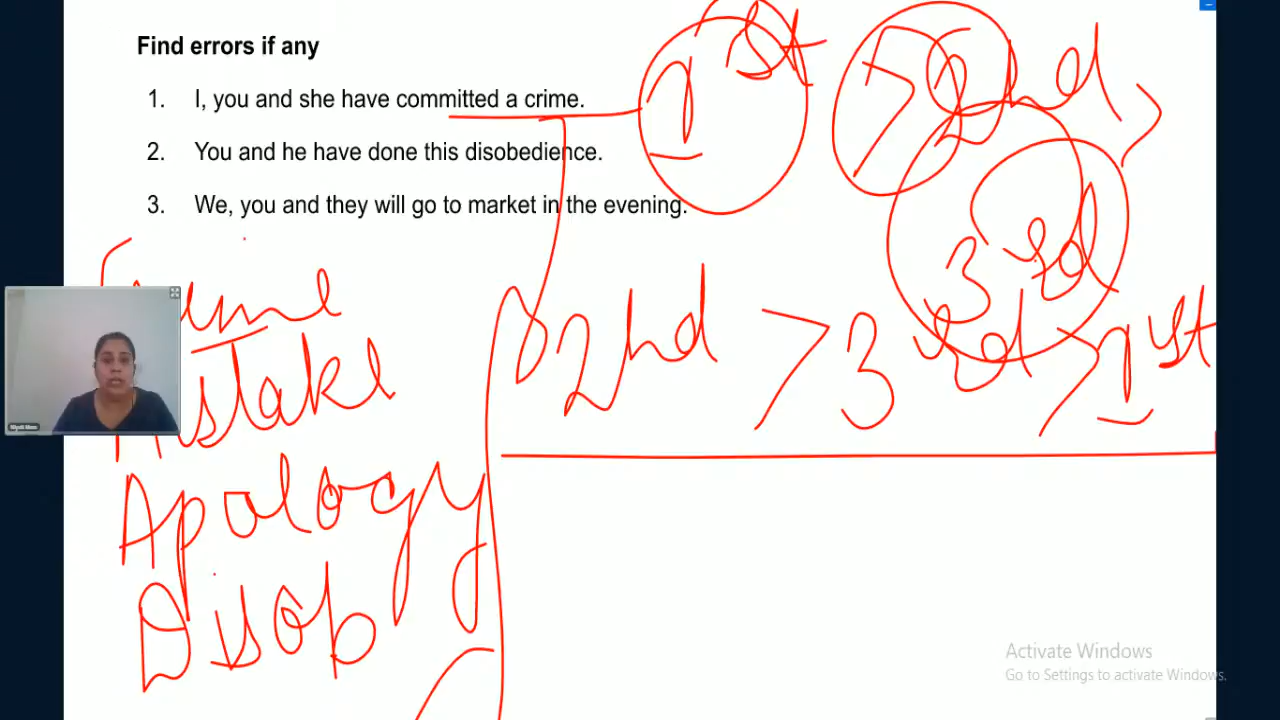 Find errors if any
1. I, you and she have committed a crime.
2. You and he have done this disobedience.
3. We, you and they will go to market in the evening.
1st > 2nd >
3rd
2nd > 3rd > 1st
Mistake
Apology
Disob
Activate Windows
Go to Settings to activate Windows.